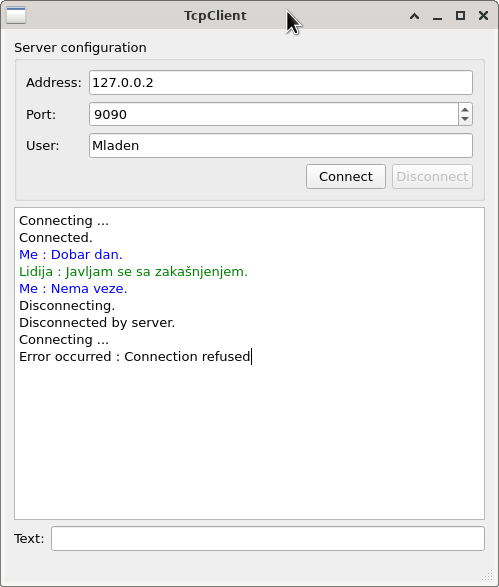 TcpClient
Server configuration
Address: 127.0.0.2
Port: 9090
User: Mladen
Connect Disconnect
Connecting ...
Connected.
Me : Dobar dan.
Lidija : Javljam se sa zakašnjenjem.
Me : Nema veze.
Disconnecting.
Disconnected by server.
Connecting ...
Error occurred : Connection refused
Text: